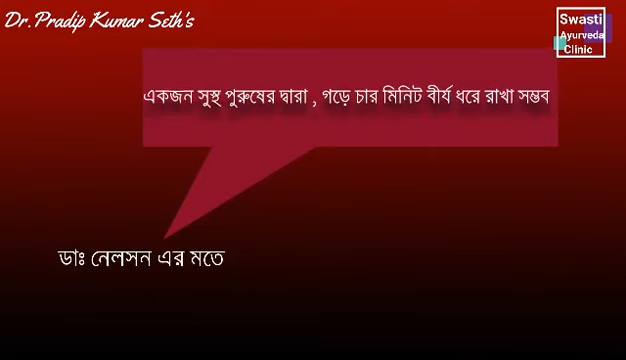 Dr.Pradip Kumar Seth's
Swasti
Ayurveda
Clinic
একজন সুস্থ পুরুষের দ্বারা , গড়ে চার মিনিট বীর্য ধরে রাখা সম্ভব
ডাঃ নেলসন এর মতে